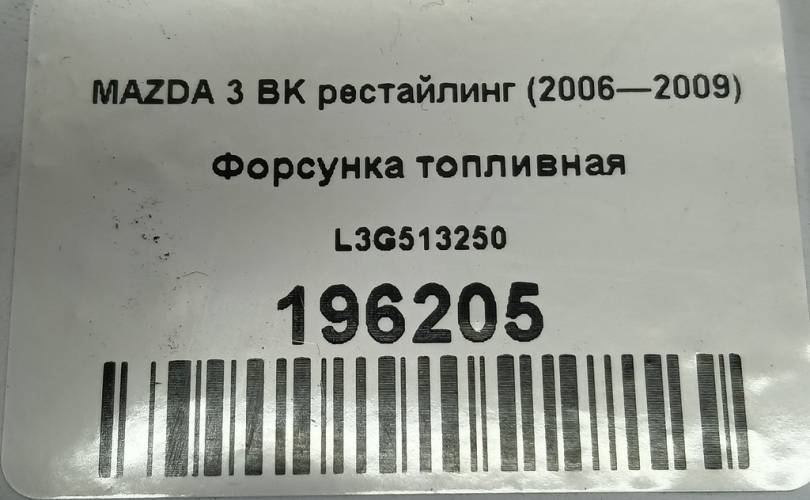 MAZDA 3 BK рестайлинг (2006—2009)
Форсунка топливная
L3G513250
196205